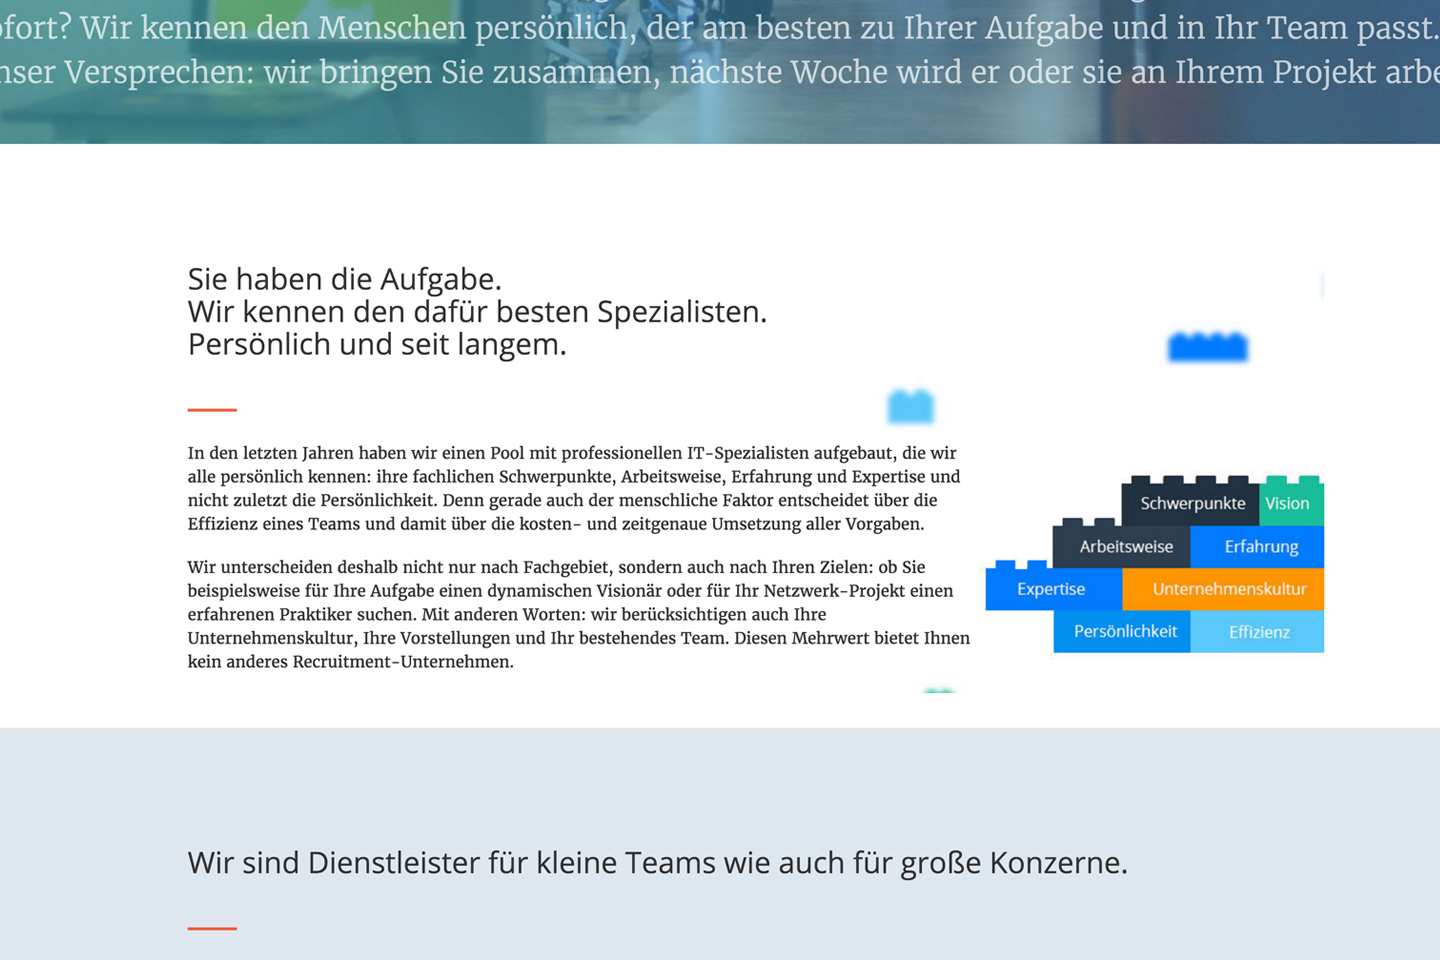 ofort? Wir kennen den Menschen persönlich, der am besten zu Ihrer Aufgabe und in Ihr Team passt.
nser Versprechen: wir bringen Sie zusammen, nächste Woche wird er oder sie an Ihrem Projekt arbe
Sie haben die Aufgabe.
Wir kennen den dafür besten Spezialisten.
Persönlich und seit langem.
In den letzten Jahren haben wir einen Pool mit professionellen IT-Spezialisten aufgebaut, die wir
alle persönlich kennen: ihre fachlichen Schwerpunkte, Arbeitsweise, Erfahrung und Expertise und
nicht zuletzt die Persönlichkeit. Denn gerade auch der menschliche Faktor entscheidet über die
Effizienz eines Teams und damit über die kosten- und zeitgenaue Umsetzung aller Vorgaben.
Wir unterscheiden deshalb nicht nur nach Fachgebiet, sondern auch nach Ihren Zielen: ob Sie
beispielsweise für Ihre Aufgabe einen dynamischen Visionär oder für Ihr Netzwerk-Projekt einen
erfahrenen Praktiker suchen. Mit anderen Worten: wir berücksichtigen auch Ihre
Unternehmenskultur, Ihre Vorstellungen und Ihr bestehendes Team. Diesen Mehrwert bietet Ihnen
kein anderes Recruitment-Unternehmen.
Schwerpunkte Vision
Arbeitsweise Erfahrung
Expertise Unternehmenskultur
Persönlichkeit Effizienz
Wir sind Dienstleister für kleine Teams wie auch für große Konzerne.